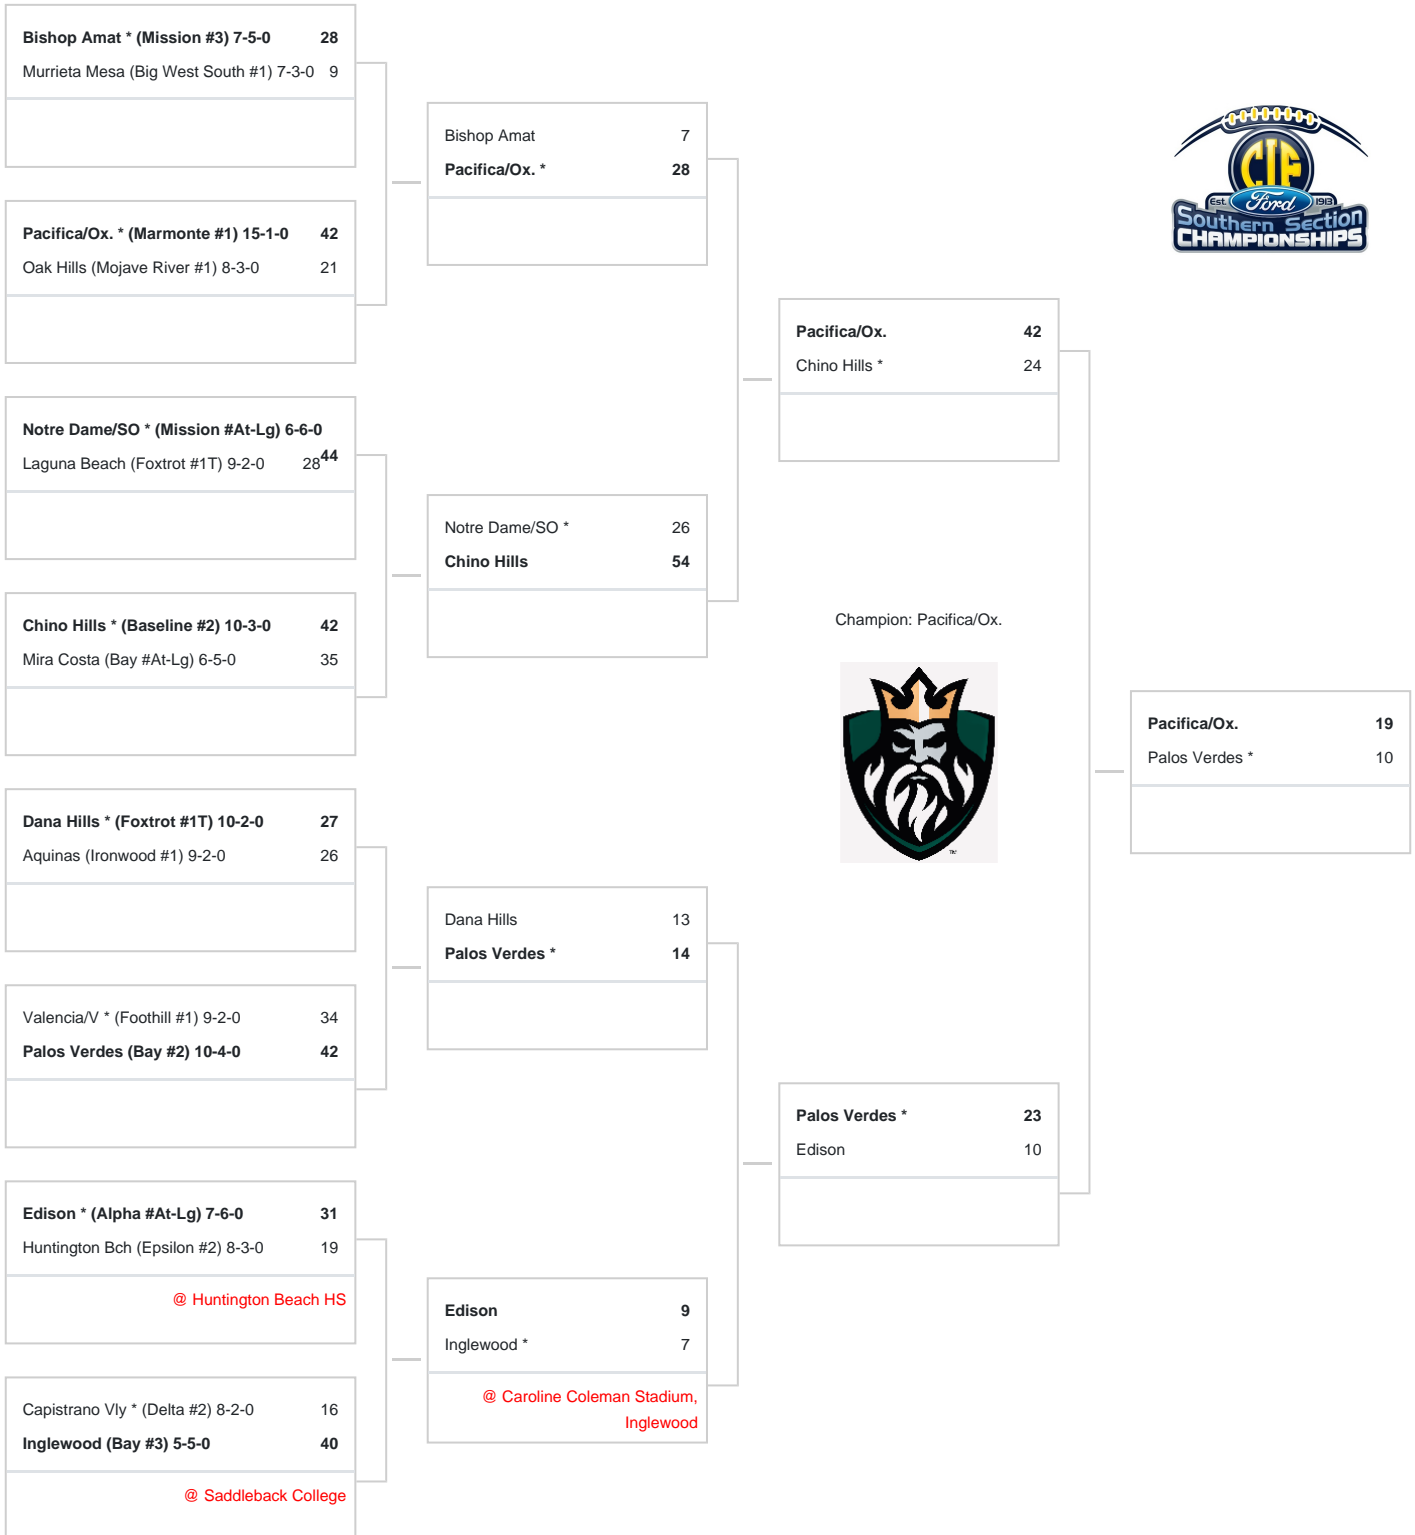 Bishop Amat * (Mission #3) 7-5-0 28
Murrieta Mesa (Big West South #1) 7-3-0 9
Pacifica/Ox. * (Marmonte #1) 15-1-0 42
Oak Hills (Mojave River #1) 8-3-0 21
Notre Dame/SO * (Mission #At-Lg) 6-6-0 44
Laguna Beach (Foxtrot #1T) 9-2-0 28
Chino Hills * (Baseline #2) 10-3-0 42
Mira Costa (Bay #At-Lg) 6-5-0 35
Dana Hills * (Foxtrot #1T) 10-2-0 27
Aquinas (Ironwood #1) 9-2-0 26
Valencia/V * (Foothill #1) 9-2-0 34
Palos Verdes (Bay #2) 10-4-0 42
Edison * (Alpha #At-Lg) 7-6-0 31
Huntington Bch (Epsilon #2) 8-3-0 19
@ Huntington Beach HS
Capistrano Vly * (Delta #2) 8-2-0 16
Inglewood (Bay #3) 5-5-0 40
@ Saddleback College
Bishop Amat 7
Pacifica/Ox. * 28
Notre Dame/SO * 26
Chino Hills 54
Dana Hills 13
Palos Verdes * 14
Edison 9
Inglewood * 7
@ Caroline Coleman Stadium,
Inglewood
Pacifica/Ox. 42
Chino Hills * 24
Palos Verdes * 23
Edison 10
Champion: Pacifica/Ox.
Pacifica/Ox. 19
Palos Verdes * 10
CIF
Est. Ford 1913
Southern Section
CHAMPIONSHIPS